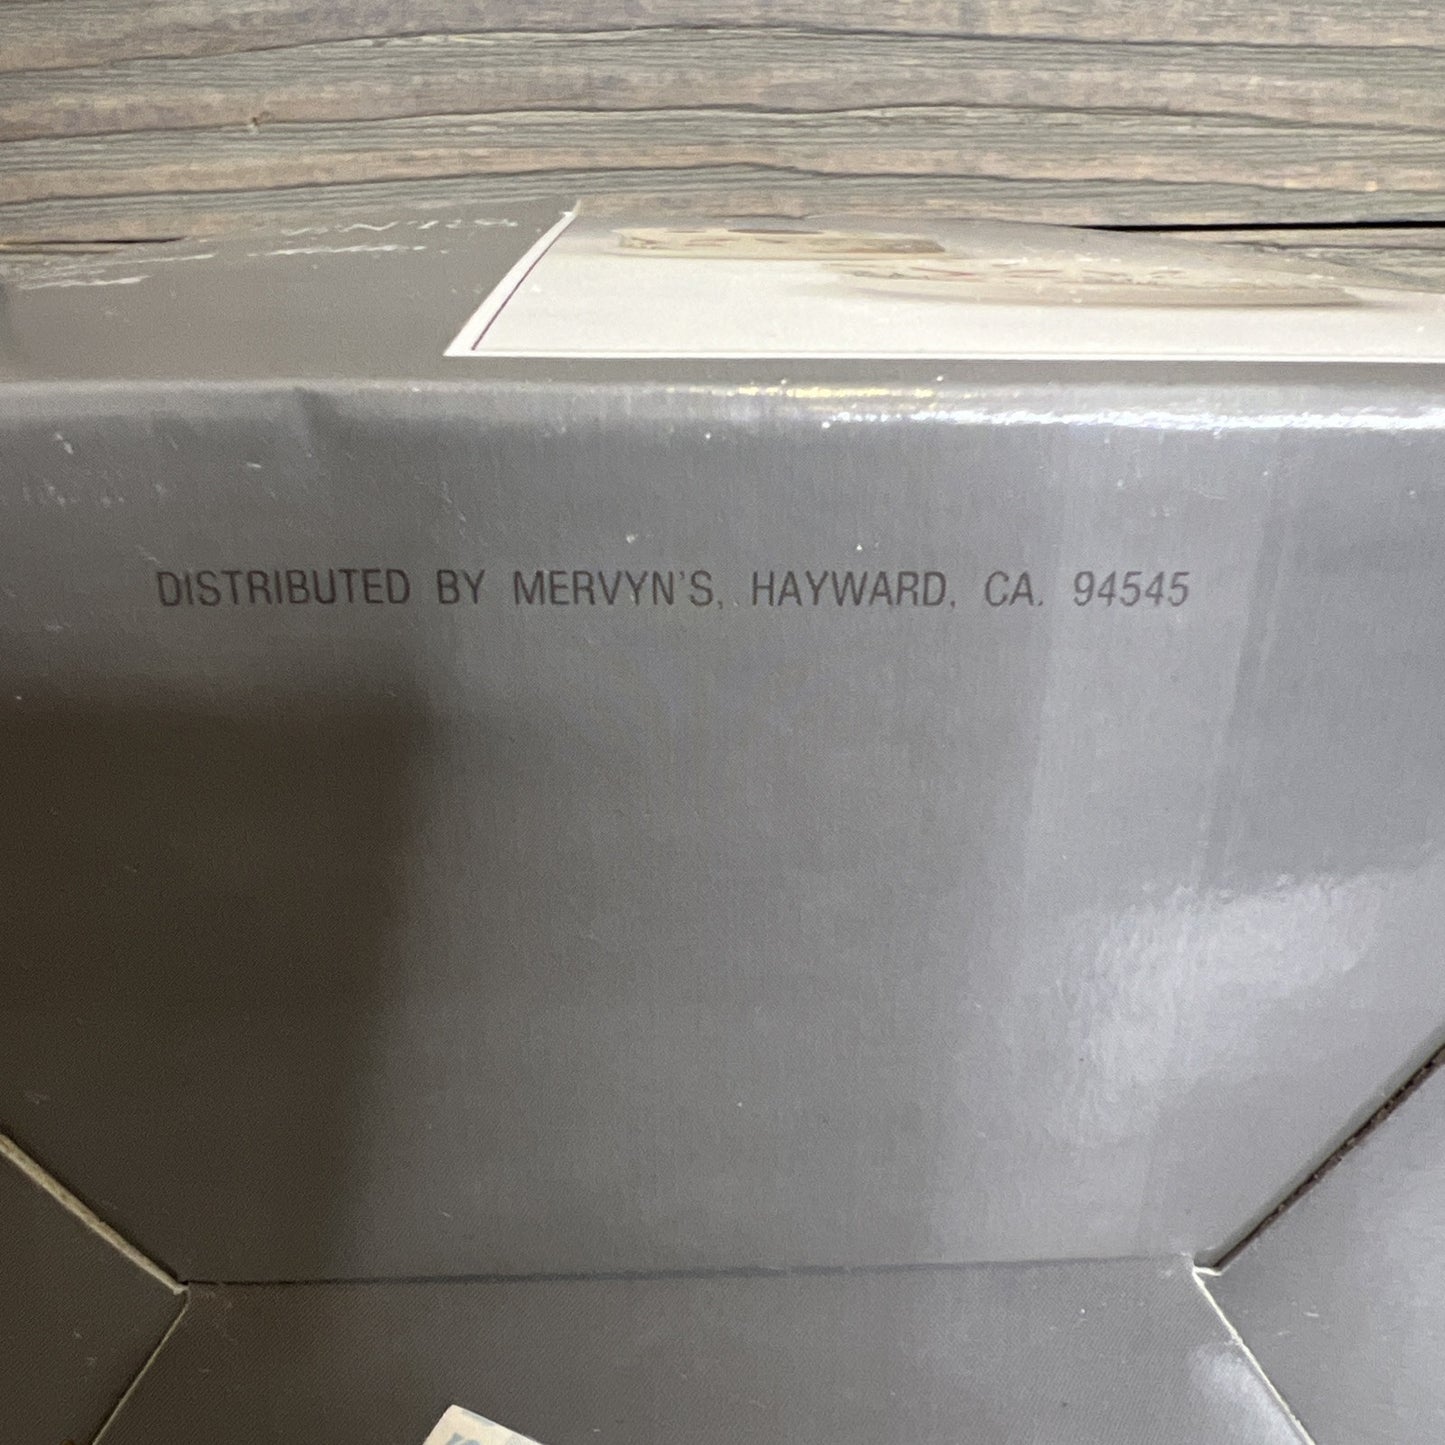 DISTRIBUTED BY MERVYN'S, HAYWARD, CA. 94545